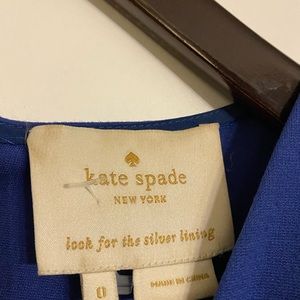 kate spade
NEW YORK
look for the silver lining
0
MADE IN CHINA